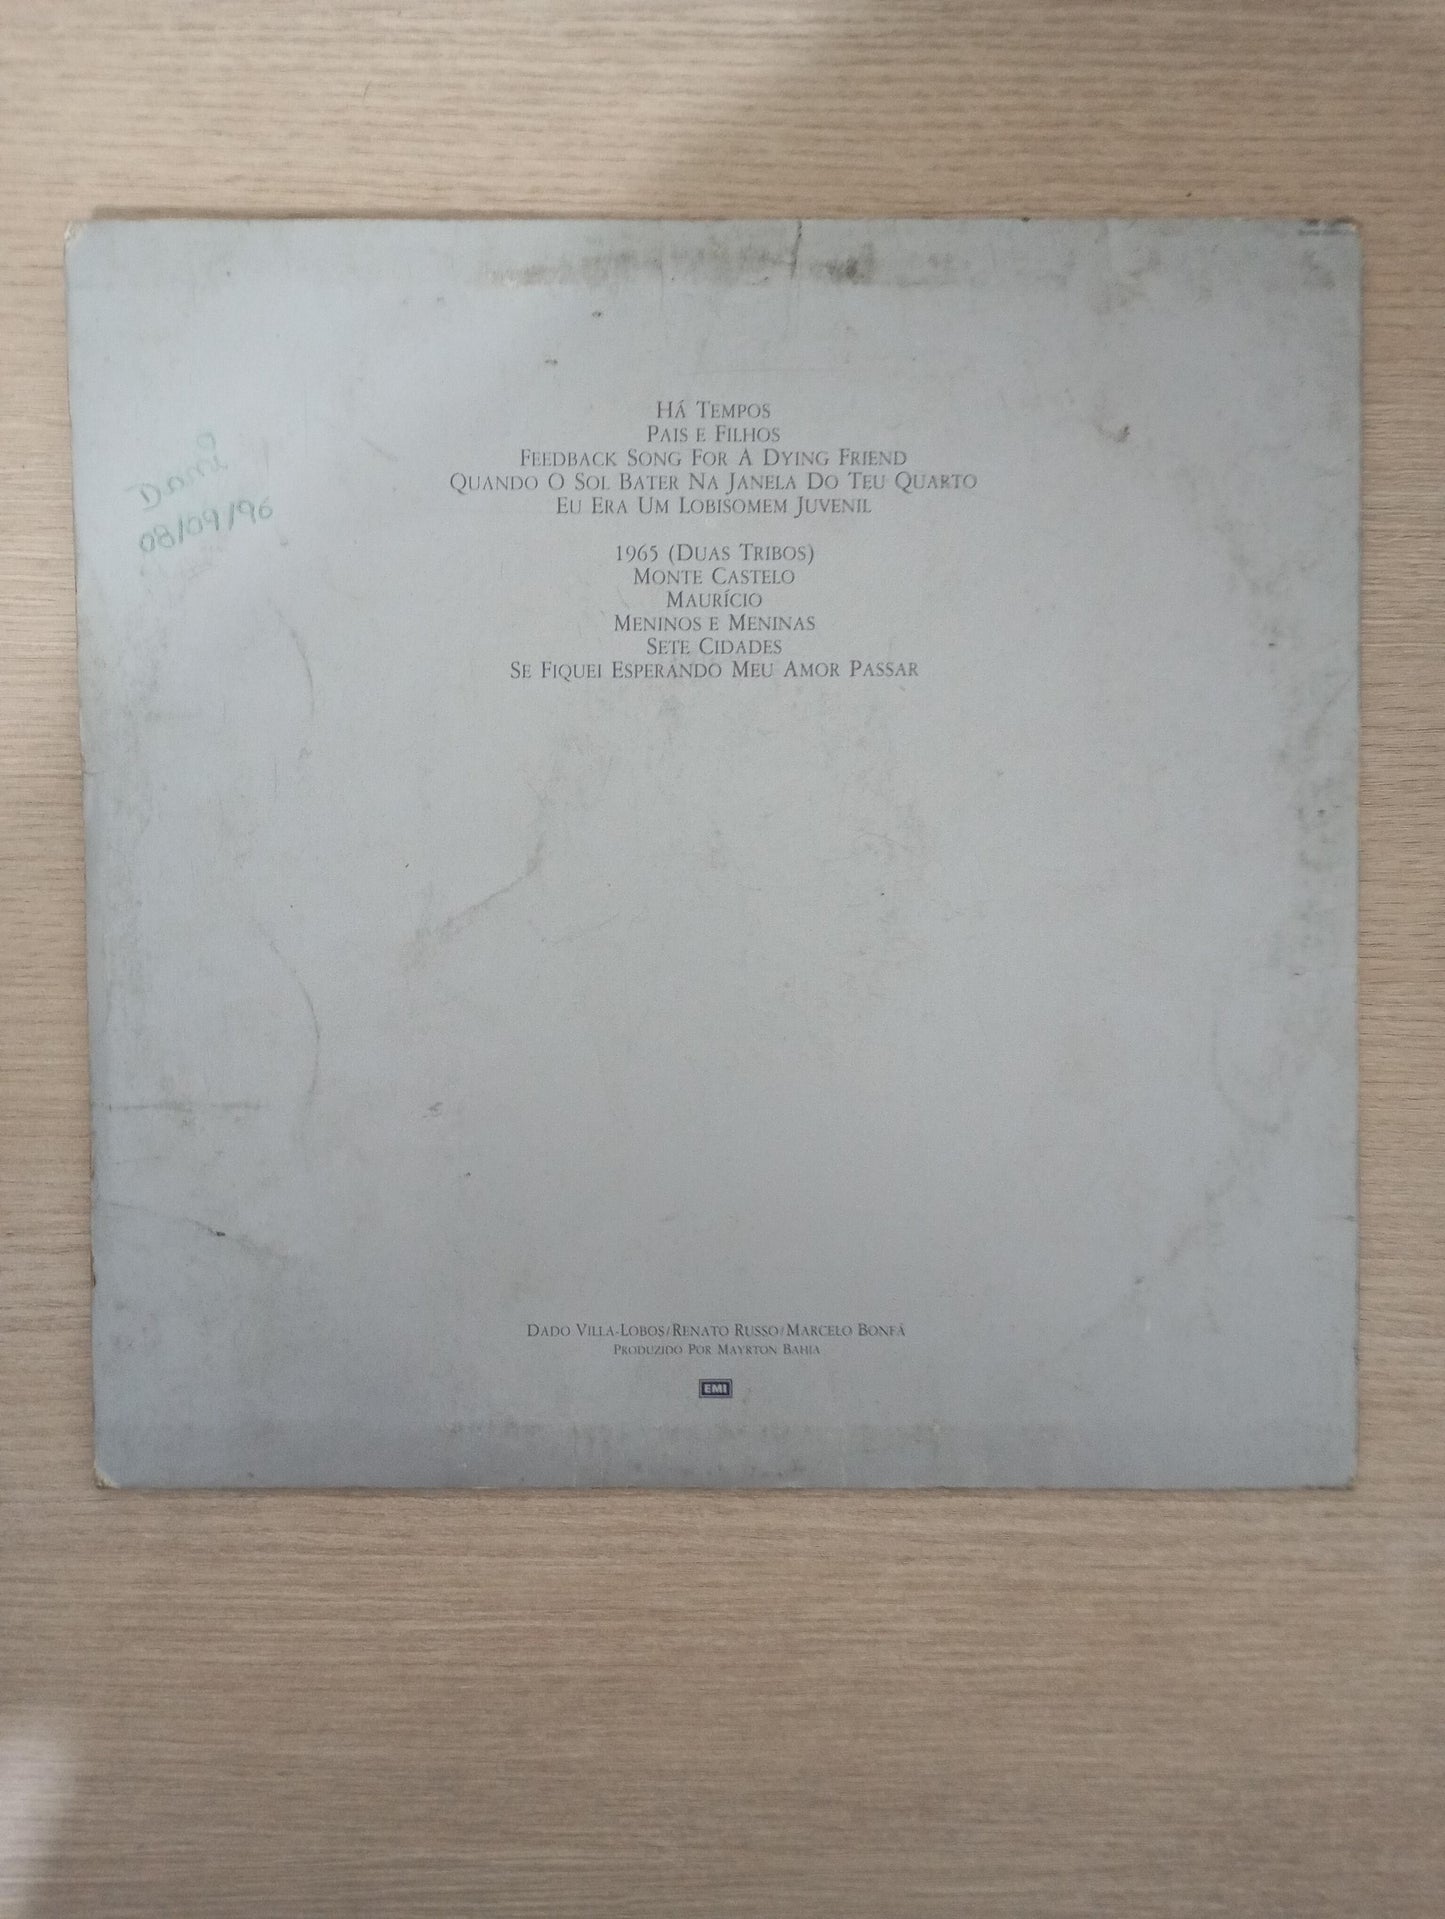 Há Tempos
Pais e Filhos
Feedback Song For A Dying Friend
Quando O Sol Bater Na Janela Do Teu Quarto
Eu Era Um Lobisomem Juvenil
1965 (Duas Tribos)
Monte Castelo
Maurício
Meninos e Meninas
Sete Cidades
Se Fiquei Esperando Meu Amor Passar
08/09/96
Dado Villa-Lobos/Renato Russo/Marcelo Bonfá
Produzido Por Mayrton Bahia
EMI